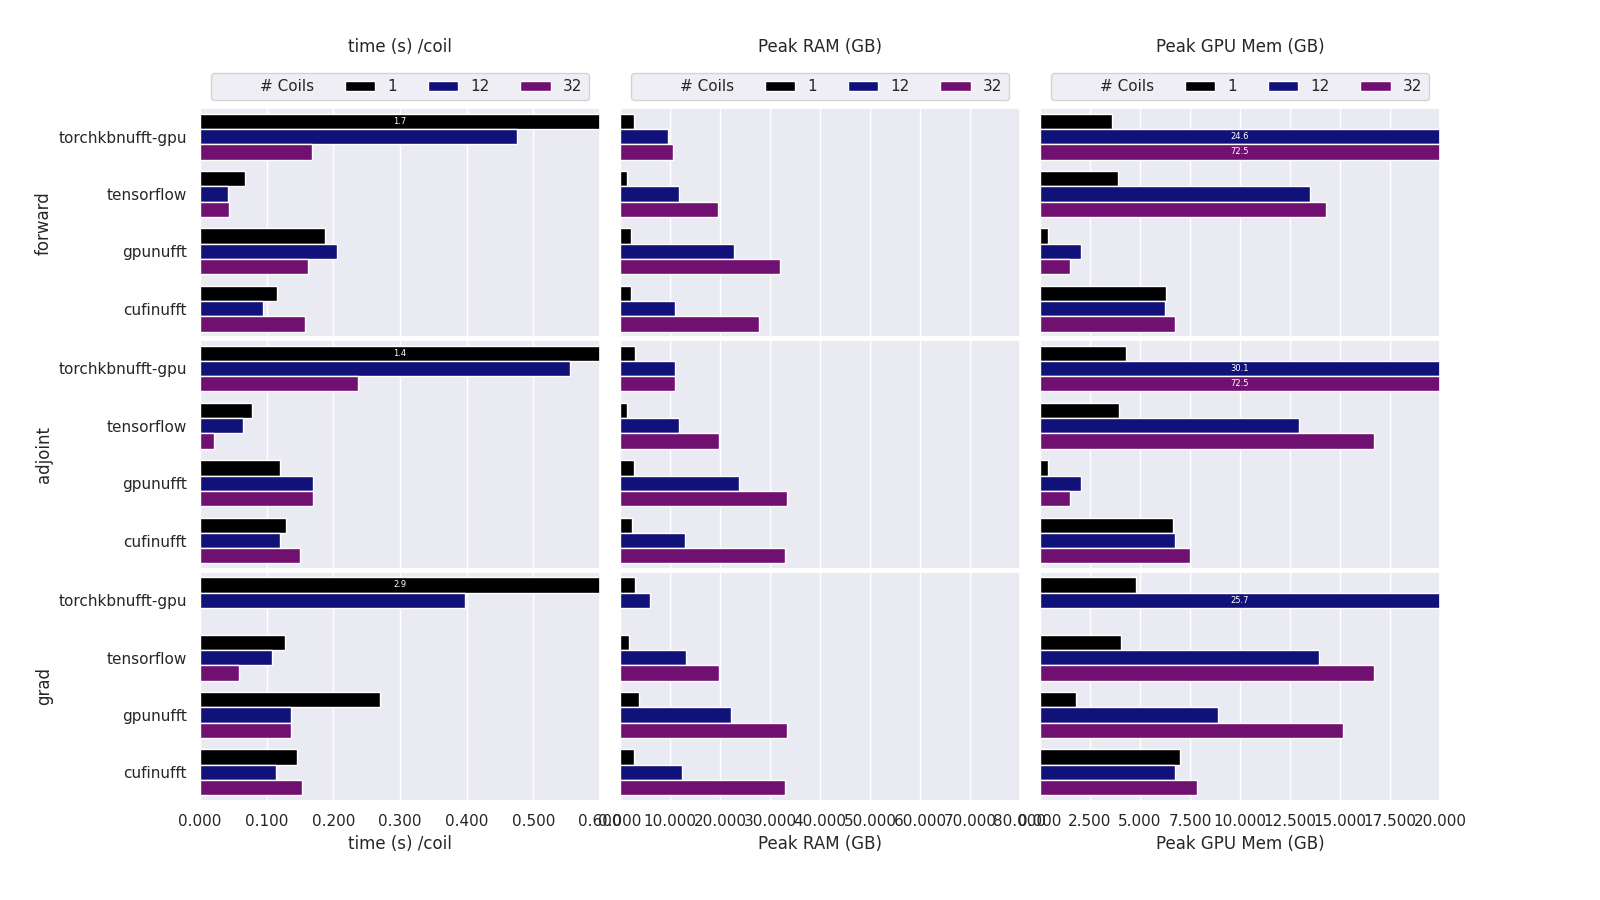 time (s) /coil Peak RAM (GB) Peak GPU Mem (GB)
# Coils 1 12 32 # Coils 1 12 32 # Coils 1 12 32
forward
torchkbnufft-gpu 1.7 24.6
72.5
tensorflow
gpunufft
cufinufft
adjoint
torchkbnufft-gpu 1.4 30.1
72.5
tensorflow
gpunufft
cufinufft
grad
torchkbnufft-gpu 2.9 25.7
tensorflow
gpunufft
cufinufft
0.000 0.100 0.200 0.300 0.400 0.500 0.600 0.000 10.000 20.000 30.000 40.000 50.000 60.000 70.000 80.000 0.000 2.500 5.000 7.500 10.000 12.500 15.000 17.500 20.000
time (s) /coil Peak RAM (GB) Peak GPU Mem (GB)